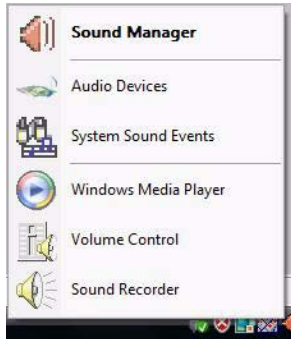 Sound Manager
Audio Devices
System Sound Events
Windows Media Player
Volume Control
Sound Recorder